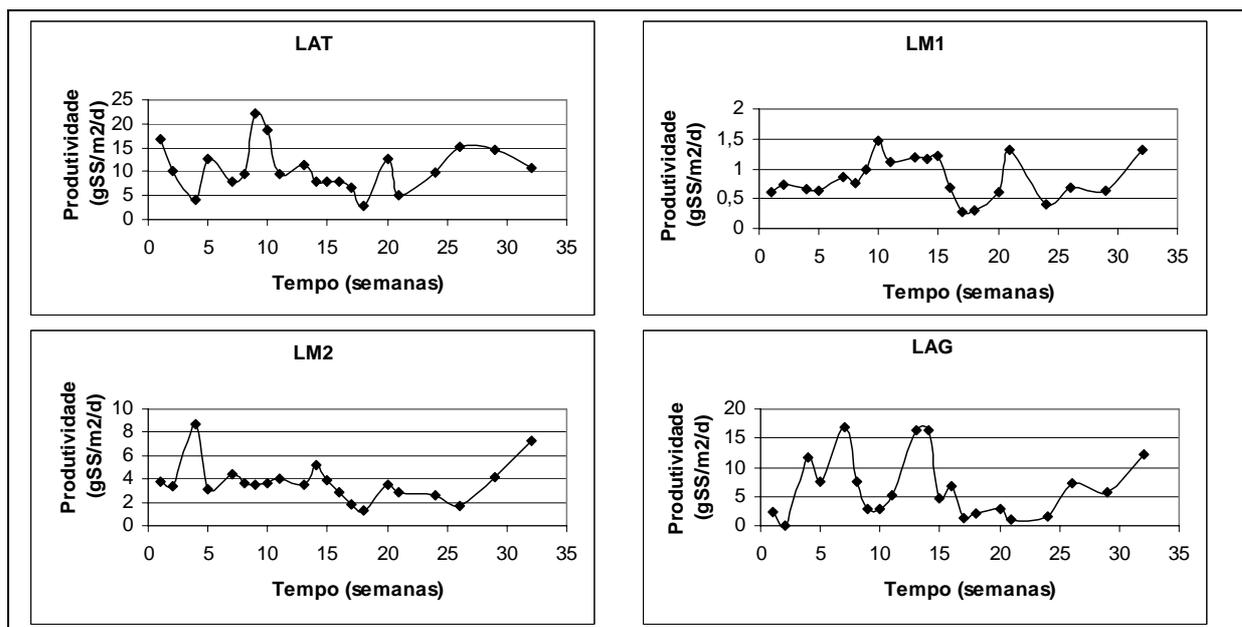 LAT
Produtividade
(gSS/m2/d)
25
20
15
10
5
0
0 5 10 15 20 25 30 35
Tempo (semanas)
LM1
Produtividade
(gSS/m2/d)
2
1,5
1
0,5
0
0 5 10 15 20 25 30 35
Tempo (semanas)
LM2
Produtividade
(gSS/m2/d)
10
8
6
4
2
0
0 5 10 15 20 25 30 35
Tempo (semanas)
LAG
Produtividade
(gSS/m2/d)
20
15
10
5
0
0 5 10 15 20 25 30 35
Tempo (semanas)